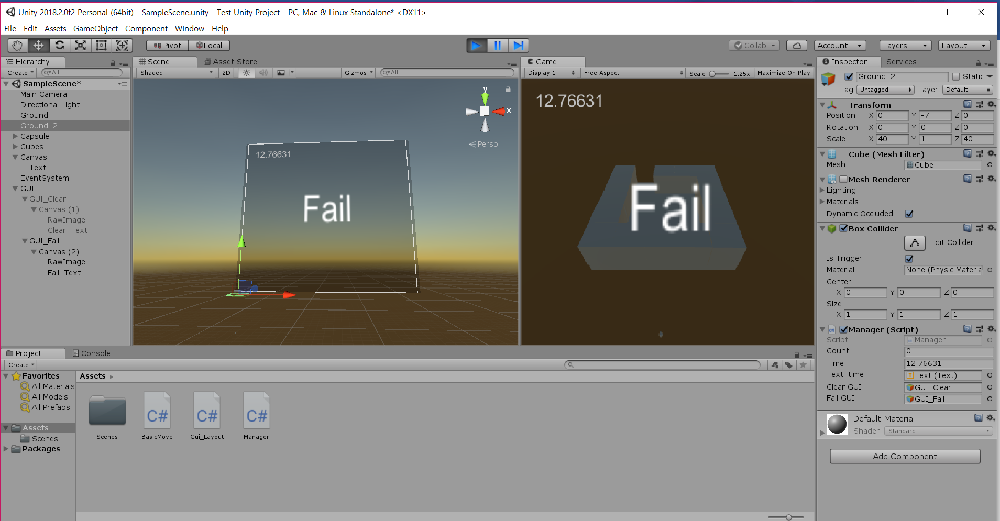 Unity 2018.2.0f2 Personal (64bit) - SampleScene.unity - Test Unity Project - PC, Mac & Linux Standalone* <DX11>
File Edit Assets GameObject Component Window Help
Pivot Local Collab Account Layers Layout
Hierarchy
Create All
SampleScene*
Main Camera
Directional Light
Ground
Ground_2
Capsule
Cubes
Canvas
Text
EventSystem
GUI
GUI_Clear
Canvas (1)
RawImage
Clear_Text
GUI_Fail
Canvas (2)
RawImage
Fail_Text
Scene Asset Store
Shaded 2D Gizmos All
y
x
Persp
12.76631
Fail
Game
Display 1 Free Aspect Scale 1.25x Maximize On Play
12.76631
Fail
Inspector Services
Ground_2 Static
Tag Untagged Layer Default
Transform
Position X 0 Y -7 Z 0
Rotation X 0 Y 0 Z 0
Scale X 40 Y 1 Z 40
Cube (Mesh Filter)
Mesh Cube
Mesh Renderer
Lighting
Materials
Dynamic Occluded
Box Collider
Edit Collider
Is Trigger
Material None (Physic Materia
Center
X 0 Y 0 Z 0
Size
X 1 Y 1 Z 1
Manager (Script)
Script Manager
Count 0
Time 12.76631
Text_time Text (Text)
Clear GUI GUI_Clear
Fail GUI GUI_Fail
Default-Material
Shader Standard
Add Component
Project Console
Create
Favorites
All Materials
All Models
All Prefabs
Assets
Scenes
Packages
Assets
C# C# C#
Scenes BasicMove Gui_Layout Manager